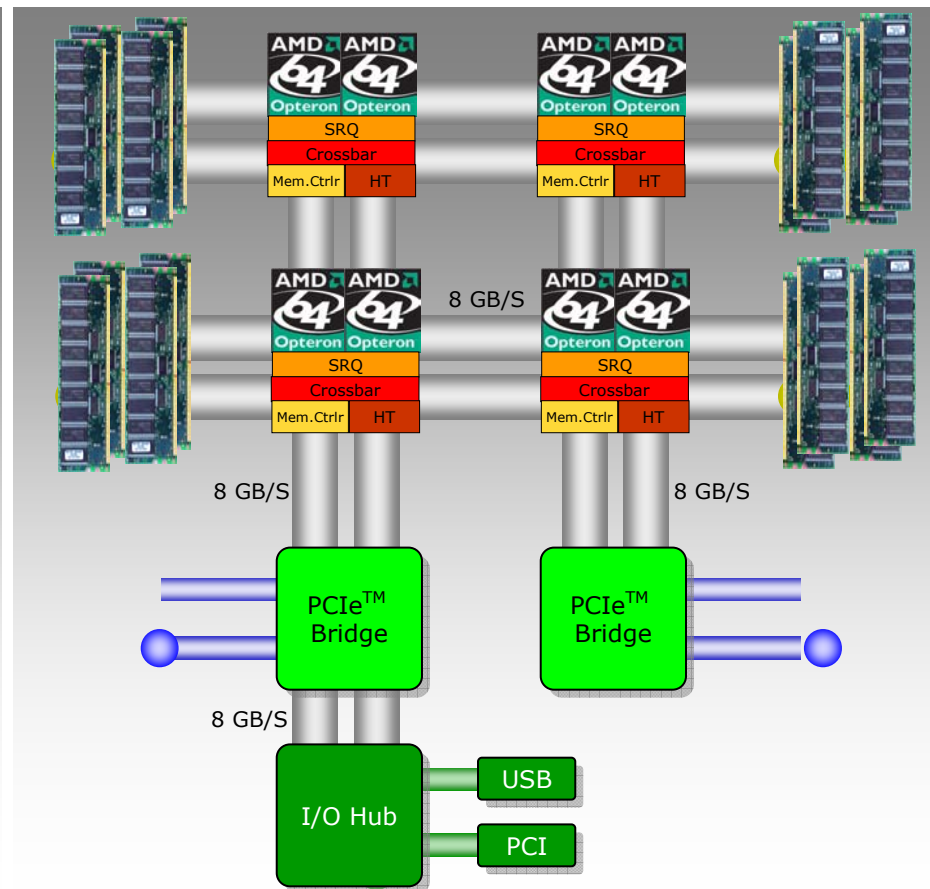 AMD AMD
64 64
Opteron Opteron
SRQ
Crossbar
Mem.Ctrlr HT
AMD AMD
64 64
Opteron Opteron
SRQ
Crossbar
Mem.Ctrlr HT
AMD AMD
64 64
Opteron Opteron
SRQ
Crossbar
Mem.Ctrlr HT
8 GB/S
AMD AMD
64 64
Opteron Opteron
SRQ
Crossbar
Mem.Ctrlr HT
8 GB/S
8 GB/S
PCIe™
Bridge
PCIe™
Bridge
8 GB/S
I/O Hub
USB
PCI